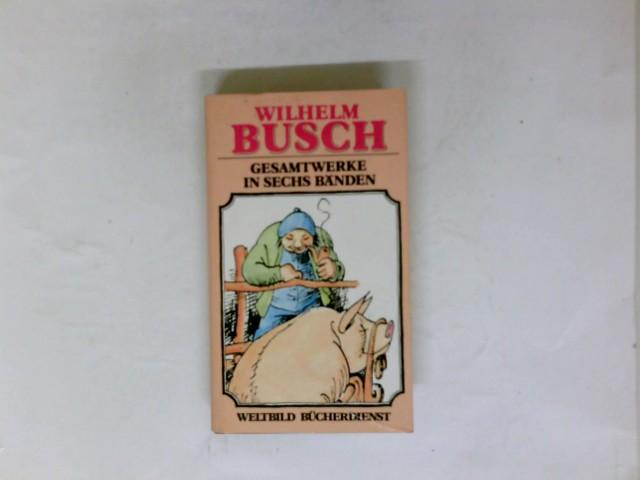 WILHELM
BUSCH
GESAMTWERKE
IN SECHS BÄNDEN
WELTBILD BÜCHERDIENST